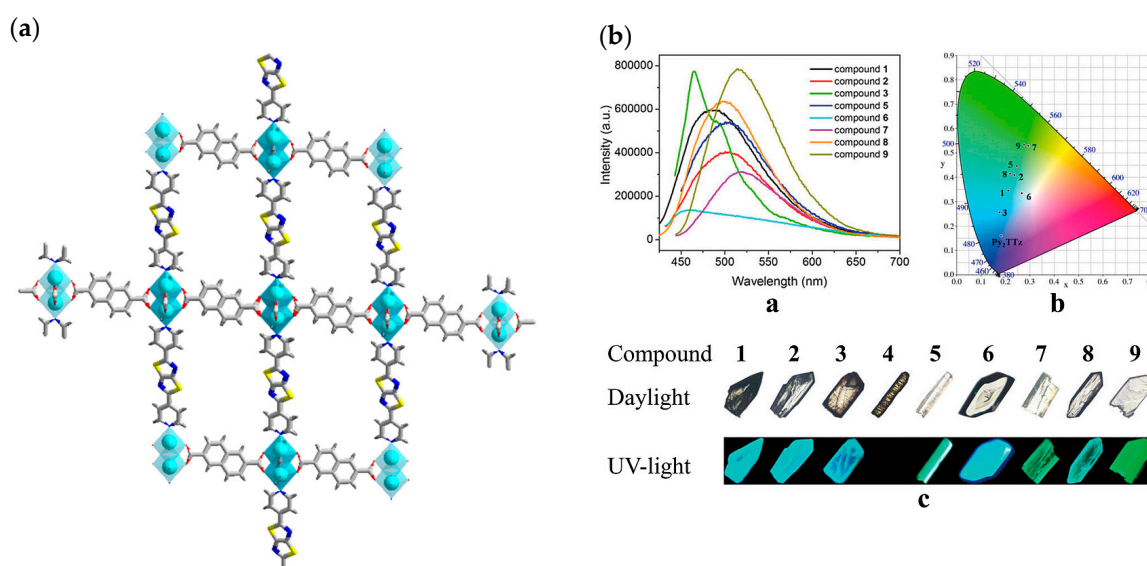 (a)
(b)
800000
600000
400000
200000
0
Intensity (a.u.)
450 500 550 600 650 700
Wavelength (nm)
compound 1
compound 2
compound 3
compound 5
compound 6
compound 7
compound 8
compound 9
a
0.9
0.8
0.7
0.6
0.5
0.4
0.3
0.2
0.1
0.0
y
0.0 0.1 0.2 0.3 0.4 0.5 0.6 0.7
x
520
540
560
580
600
500
490
480
470
460
380
9
7
5
8
2
1
6
3
Py₂TTz
b
Compound 1 2 3 4 5 6 7 8 9
Daylight
UV-light
c